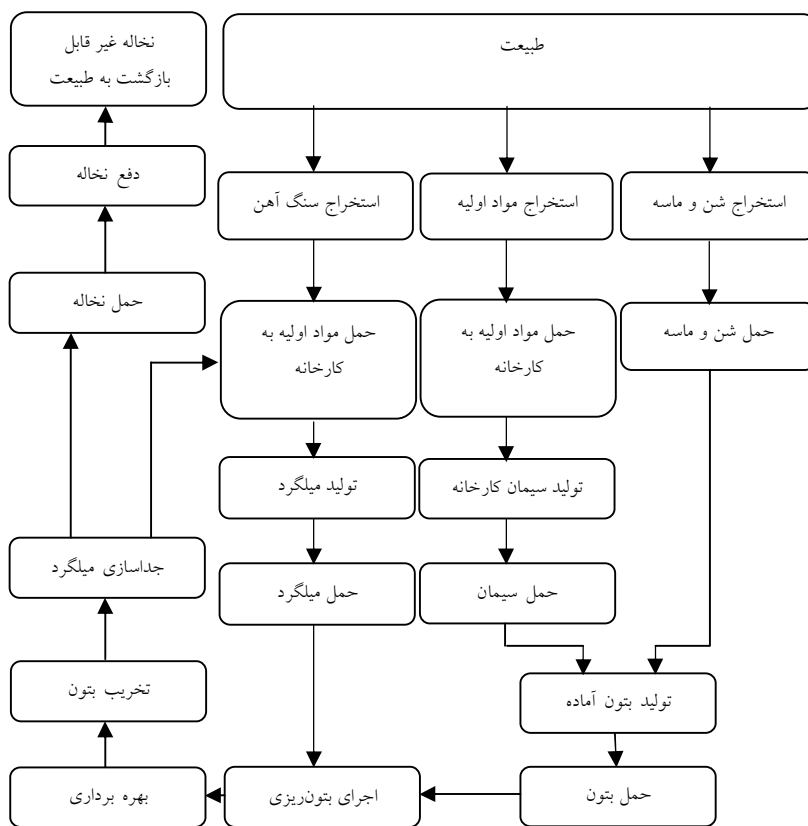 طبیعت
نخاله غیر قابل
بازگشت به طبیعت
دفع نخاله
استخراج شن و ماسه
استخراج مواد اولیه
استخراج سنگ آهن
حمل نخاله
حمل شن و ماسه
حمل مواد اولیه به
کارخانه
حمل مواد اولیه به
کارخانه
تولید سیمان کارخانه
تولید میلگرد
جداسازی میلگرد
حمل سیمان
حمل میلگرد
تخریب بتون
تولید بتون آماده
حمل بتون
اجرای بتون‌ریزی
بهره برداری